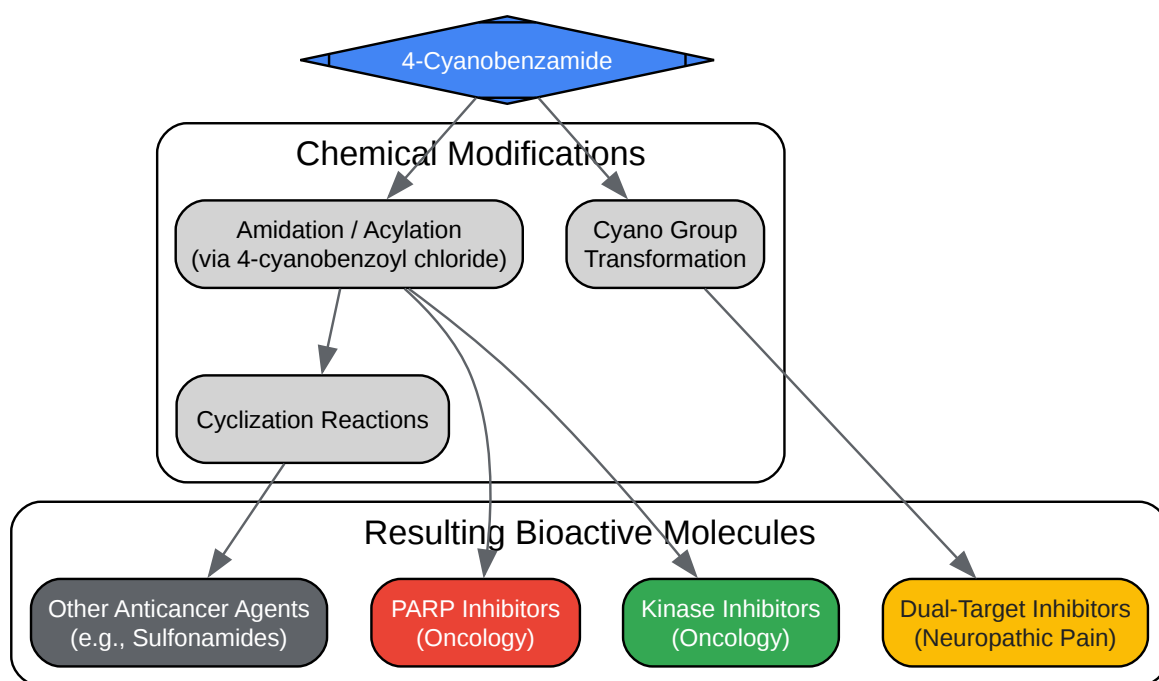 4-Cyanobenzamide
Chemical Modifications
Amidation / Acylation
(via 4-cyanobenzoyl chloride)
Cyano Group
Transformation
Cyclization Reactions
Resulting Bioactive Molecules
Other Anticancer Agents
(e.g., Sulfonamides)
PARP Inhibitors
(Oncology)
Kinase Inhibitors
(Oncology)
Dual-Target Inhibitors
(Neuropathic Pain)